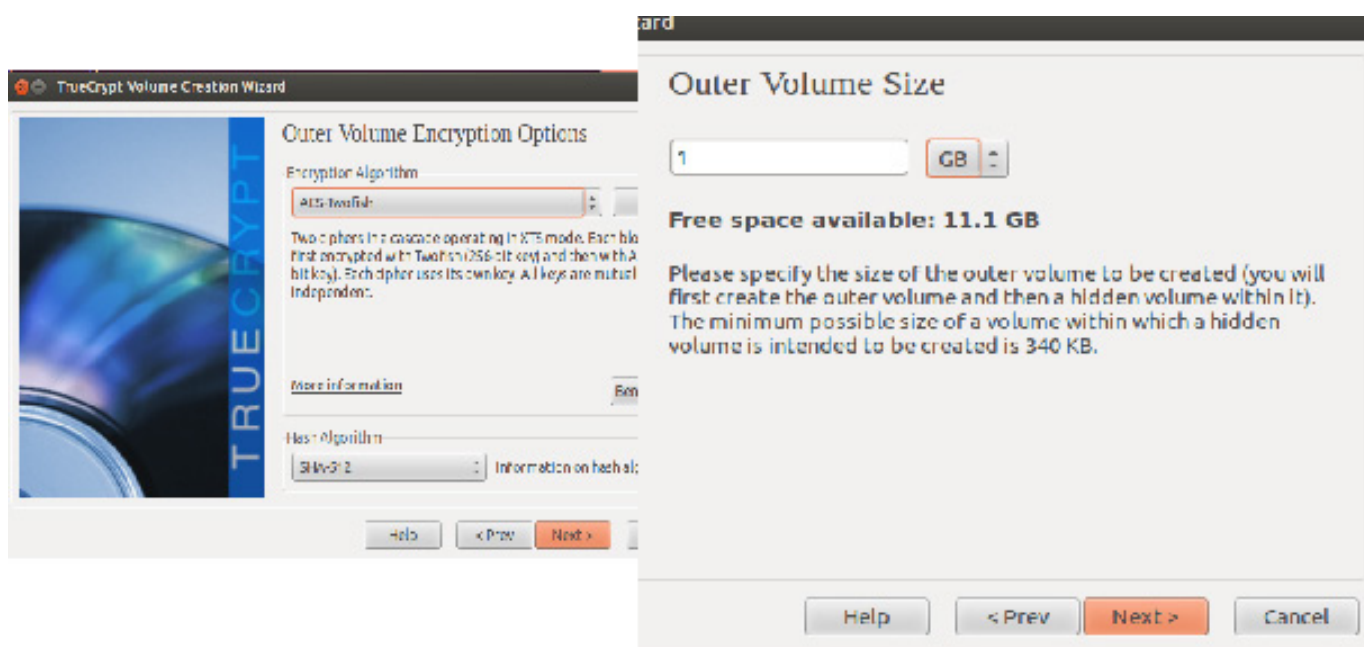 TrueCrypt Volume Creation Wizard
TRUECRYPT
Outer Volume Encryption Options
Encryption Algorithm
AES-Twofish
Two ciphers in a cascade operating in XTS mode. Each blo
first encrypted with Twofish (256-bit key) and then with A
bit key). Each cipher uses its own key. All keys are mutual
independent.
More information
Ben
Hash Algorithm
SHA-512
Information on hash alg
Help
< Prev
Next >
ard
Outer Volume Size
1
GB
Free space available: 11.1 GB
Please specify the size of the outer volume to be created (you will
first create the outer volume and then a hidden volume within it).
The minimum possible size of a volume within which a hidden
volume is intended to be created is 340 KB.
Help
< Prev
Next >
Cancel